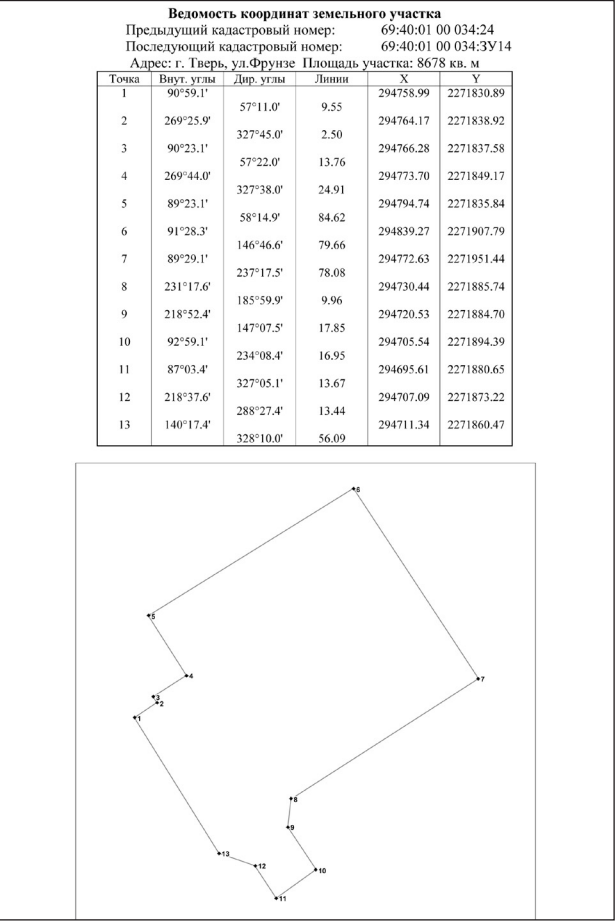 Ведомость координат земельного участка
Предыдущий кадастровый номер: 69:40:01 00 034:24
Последующий кадастровый номер: 69:40:01 00 034:ЗУ14
Адрес: г. Тверь, ул.Фрунзе Площадь участка: 8678 кв. м
Точка Внут. углы Дир. углы Линии X Y
1 90°59.1' 294758.99 2271830.89
57°11.0' 9.55
2 269°25.9' 294764.17 2271838.92
327°45.0' 2.50
3 90°23.1' 294766.28 2271837.58
57°22.0' 13.76
4 269°44.0' 294773.70 2271849.17
327°38.0' 24.91
5 89°23.1' 294794.74 2271835.84
58°14.9' 84.62
6 91°28.3' 294839.27 2271907.79
146°46.6' 79.66
7 89°29.1' 294772.63 2271951.44
237°17.5' 78.08
8 231°17.6' 294730.44 2271885.74
185°59.9' 9.96
9 218°52.4' 294720.53 2271884.70
147°07.5' 17.85
10 92°59.1' 294705.54 2271894.39
234°08.4' 16.95
11 87°03.4' 294695.61 2271880.65
327°05.1' 13.67
12 218°37.6' 294707.09 2271873.22
288°27.4' 13.44
13 140°17.4' 294711.34 2271860.47
328°10.0' 56.09
6
5
4
7
3
2
1
8
9
13
12
10
11